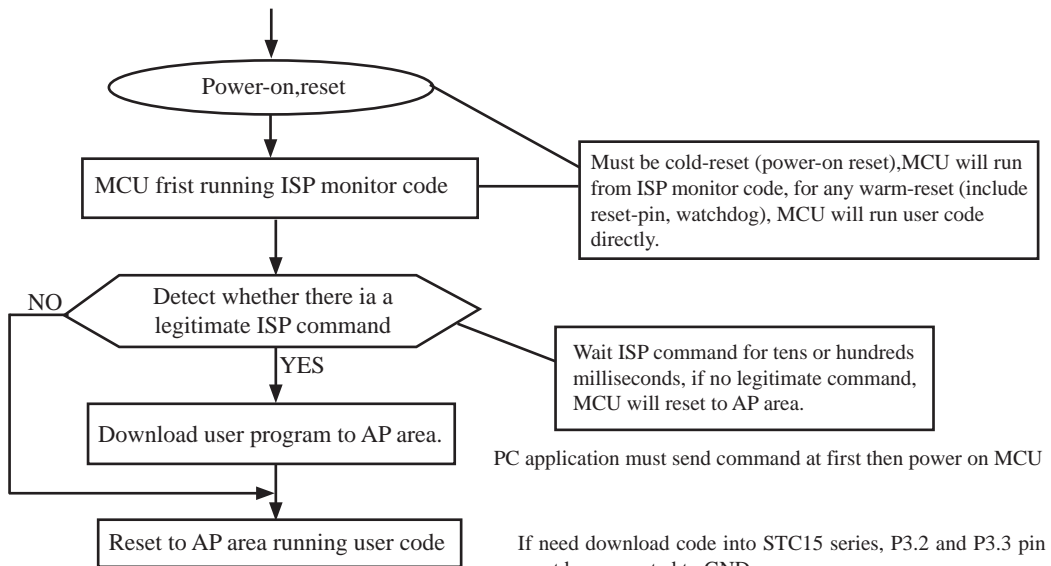 Power-on,reset
MCU frist running ISP monitor code
Must be cold-reset (power-on reset),MCU will run
from ISP monitor code, for any warm-reset (include
reset-pin, watchdog), MCU will run user code
directly.
NO
Detect whether there ia a
legitimate ISP command
YES
Wait ISP command for tens or hundreds
milliseconds, if no legitimate command,
MCU will reset to AP area.
Download user program to AP area.
PC application must send command at first then power on MCU
Reset to AP area running user code
If need download code into STC15 series, P3.2 and P3.3 pin